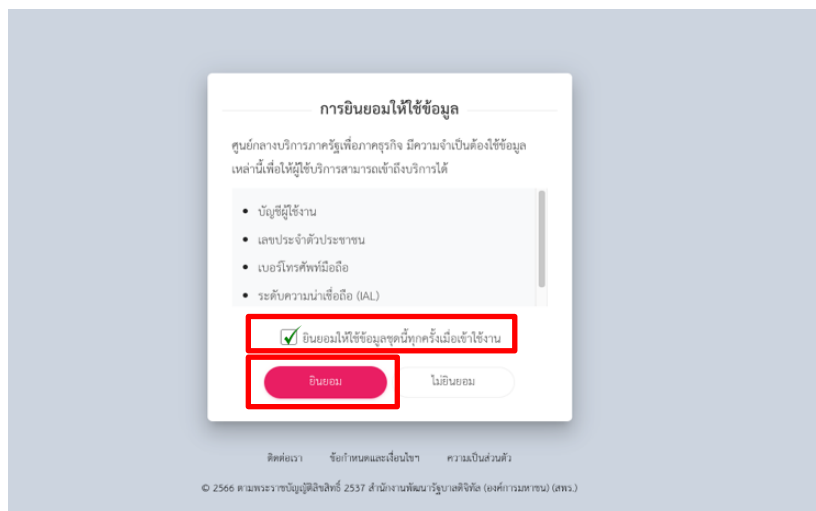 การยินยอมให้ใช้ข้อมูล
ศูนย์กลางบริการภาครัฐเพื่อภาคธุรกิจ มีความจำเป็นต้องใช้ข้อมูล
เหล่านี้เพื่อให้ผู้ใช้บริการสามารถเข้าถึงบริการได้
• บัญชีผู้ใช้งาน
• เลขประจำตัวประชาชน
• เบอร์โทรศัพท์มือถือ
• ระดับความน่าเชื่อถือ (IAL)
ยินยอมให้ใช้ข้อมูลชุดนี้ทุกครั้งเมื่อเข้าใช้งาน
ยินยอม ไม่ยินยอม
ติดต่อเรา ข้อกำหนดและเงื่อนไขฯ ความเป็นส่วนตัว
© 2566 ตามพระราชบัญญัติลิขสิทธิ์ 2537 สำนักงานพัฒนารัฐบาลดิจิทัล (องค์การมหาชน) (สพร.)